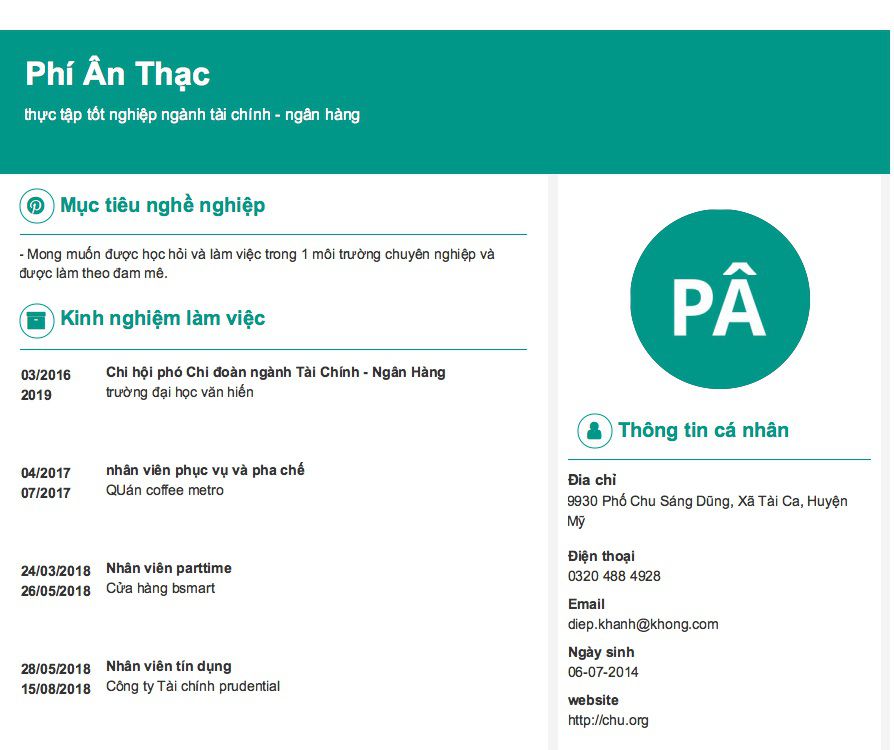 Phí Ân Thạc
thực tập tốt nghiệp ngành tài chính - ngân hàng
Mục tiêu nghề nghiệp
- Mong muốn được học hỏi và làm việc trong 1 môi trường chuyên nghiệp và
được làm theo đam mê.
Kinh nghiệm làm việc
03/2016
2019
Chi hội phó Chi đoàn ngành Tài Chính - Ngân Hàng
trường đại học văn hiến
04/2017
07/2017
nhân viên phục vụ và pha chế
QUán coffee metro
24/03/2018
26/05/2018
Nhân viên parttime
Cửa hàng bsmart
28/05/2018
15/08/2018
Nhân viên tín dụng
Công ty Tài chính prudential
PÂ
Thông tin cá nhân
Đia chỉ
9930 Phố Chu Sáng Dũng, Xã Tài Ca, Huyện
Mỹ
Điện thoại
0320 488 4928
Email
diep.khanh@khong.com
Ngày sinh
06-07-2014
website
http://chu.org